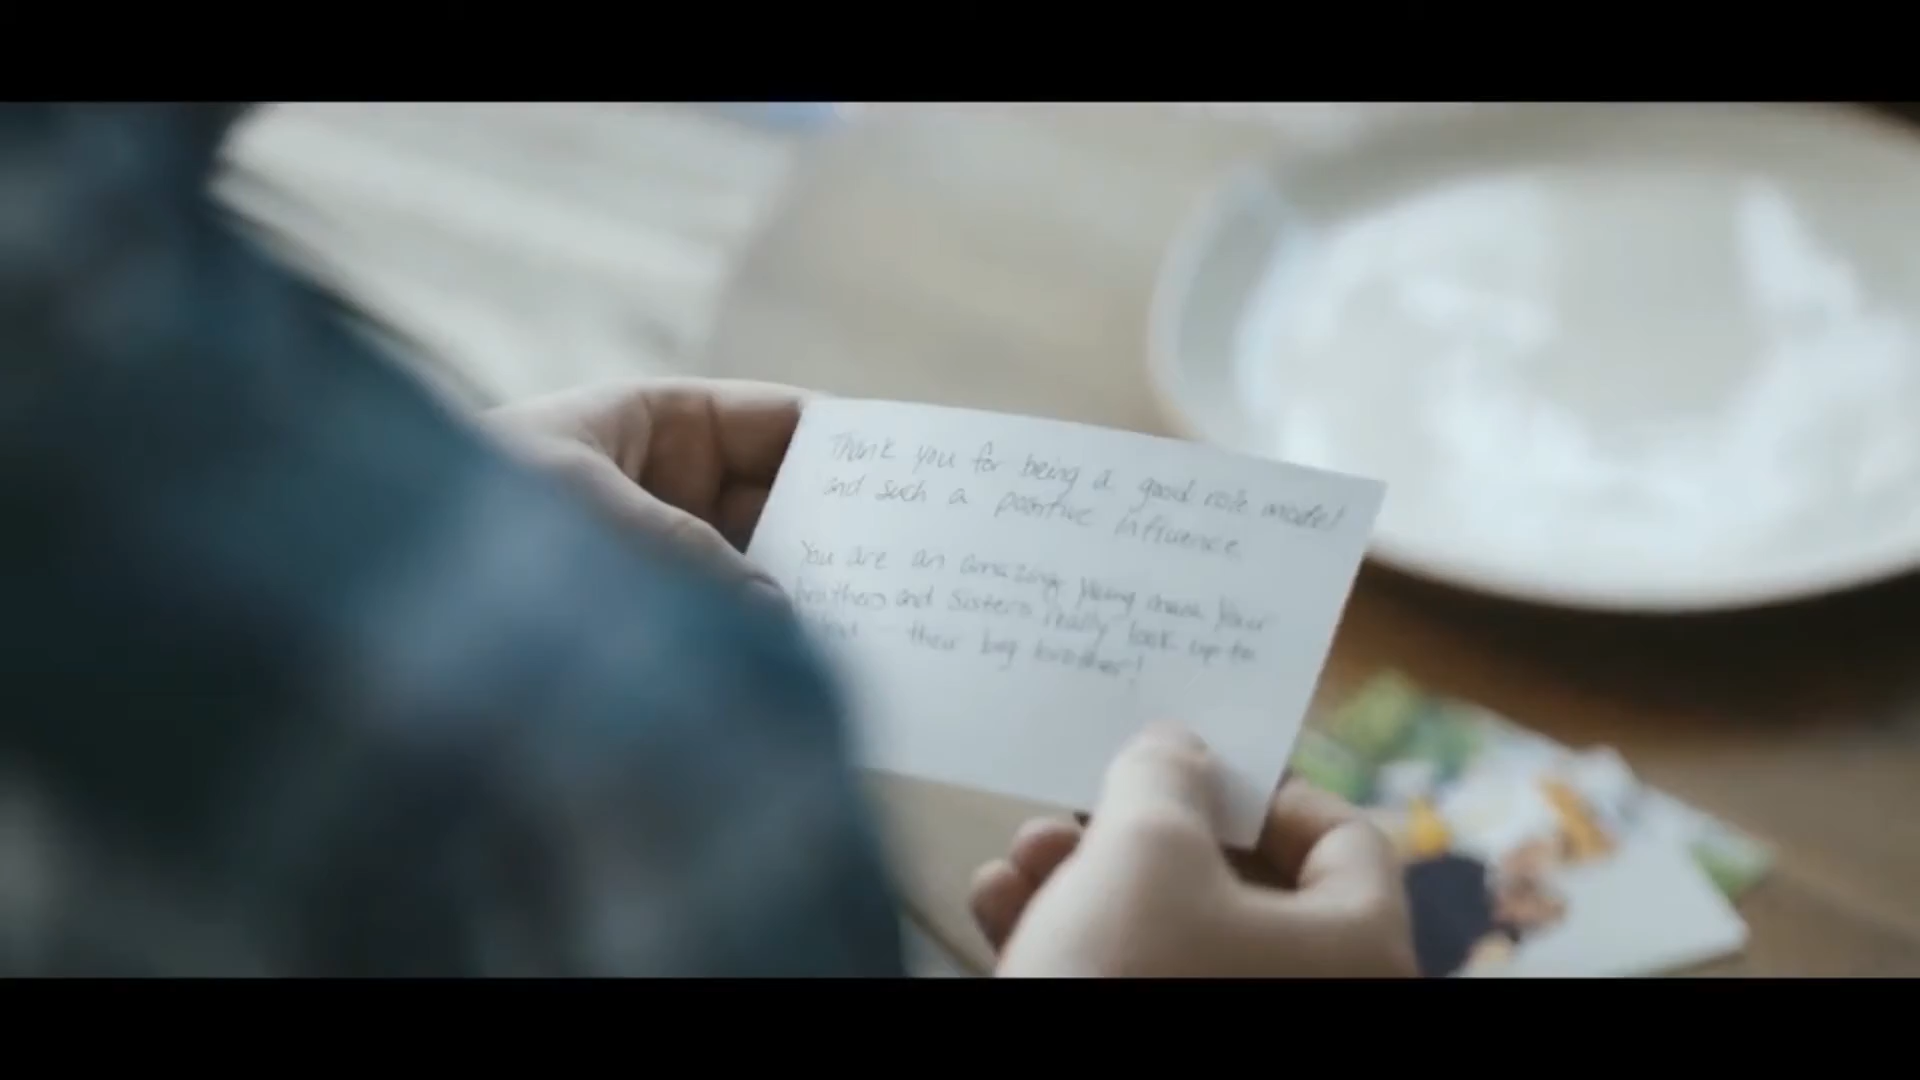 Thank you for being a good role model
and such a positive influence.
You are an amazing young man. Your
brothers and sisters really look up to
their big brother!